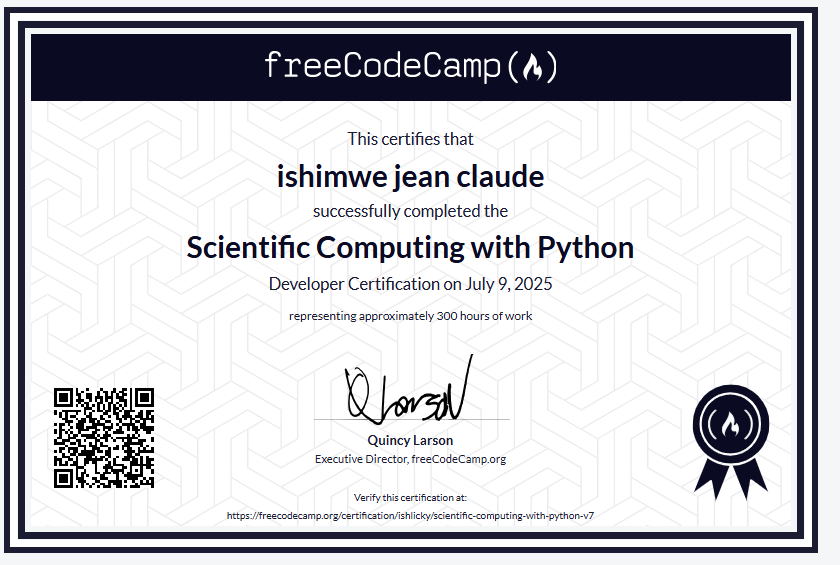 freeCodeCamp(🔥)
This certifies that
ishimwe jean claude
successfully completed the
Scientific Computing with Python
Developer Certification on July 9, 2025
representing approximately 300 hours of work
QLarson
Quincy Larson
Executive Director, freeCodeCamp.org
Verify this certification at:
https://freecodecamp.org/certification/ishlicky/scientific-computing-with-python-v7